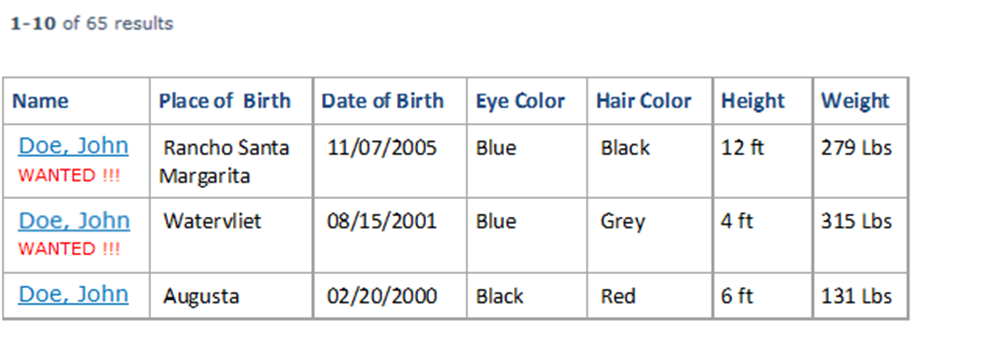 1-10 of 65 results
Name Place of Birth Date of Birth Eye Color Hair Color Height Weight
Doe, John Rancho Santa 11/07/2005 Blue Black 12 ft 279 Lbs
WANTED !!! Margarita
Doe, John Watervliet 08/15/2001 Blue Grey 4 ft 315 Lbs
WANTED !!!
Doe, John Augusta 02/20/2000 Black Red 6 ft 131 Lbs